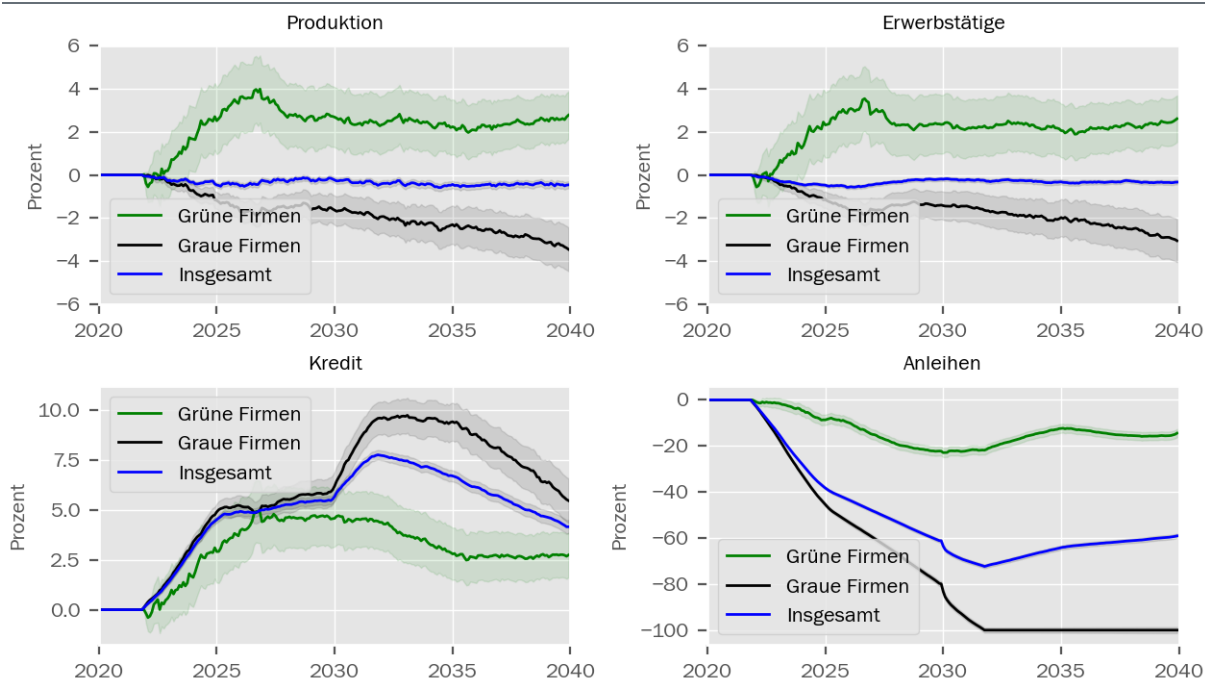 Produktion
6
4
2
0
−2
−4
−6
Prozent
Grüne Firmen
Graue Firmen
Insgesamt
2020 2025 2030 2035 2040
Erwerbstätige
6
4
2
0
−2
−4
−6
Prozent
Grüne Firmen
Graue Firmen
Insgesamt
2020 2025 2030 2035 2040
Kredit
10.0
7.5
5.0
2.5
0.0
Prozent
Grüne Firmen
Graue Firmen
Insgesamt
2020 2025 2030 2035 2040
Anleihen
0
−20
−40
−60
−80
−100
Prozent
Grüne Firmen
Graue Firmen
Insgesamt
2020 2025 2030 2035 2040